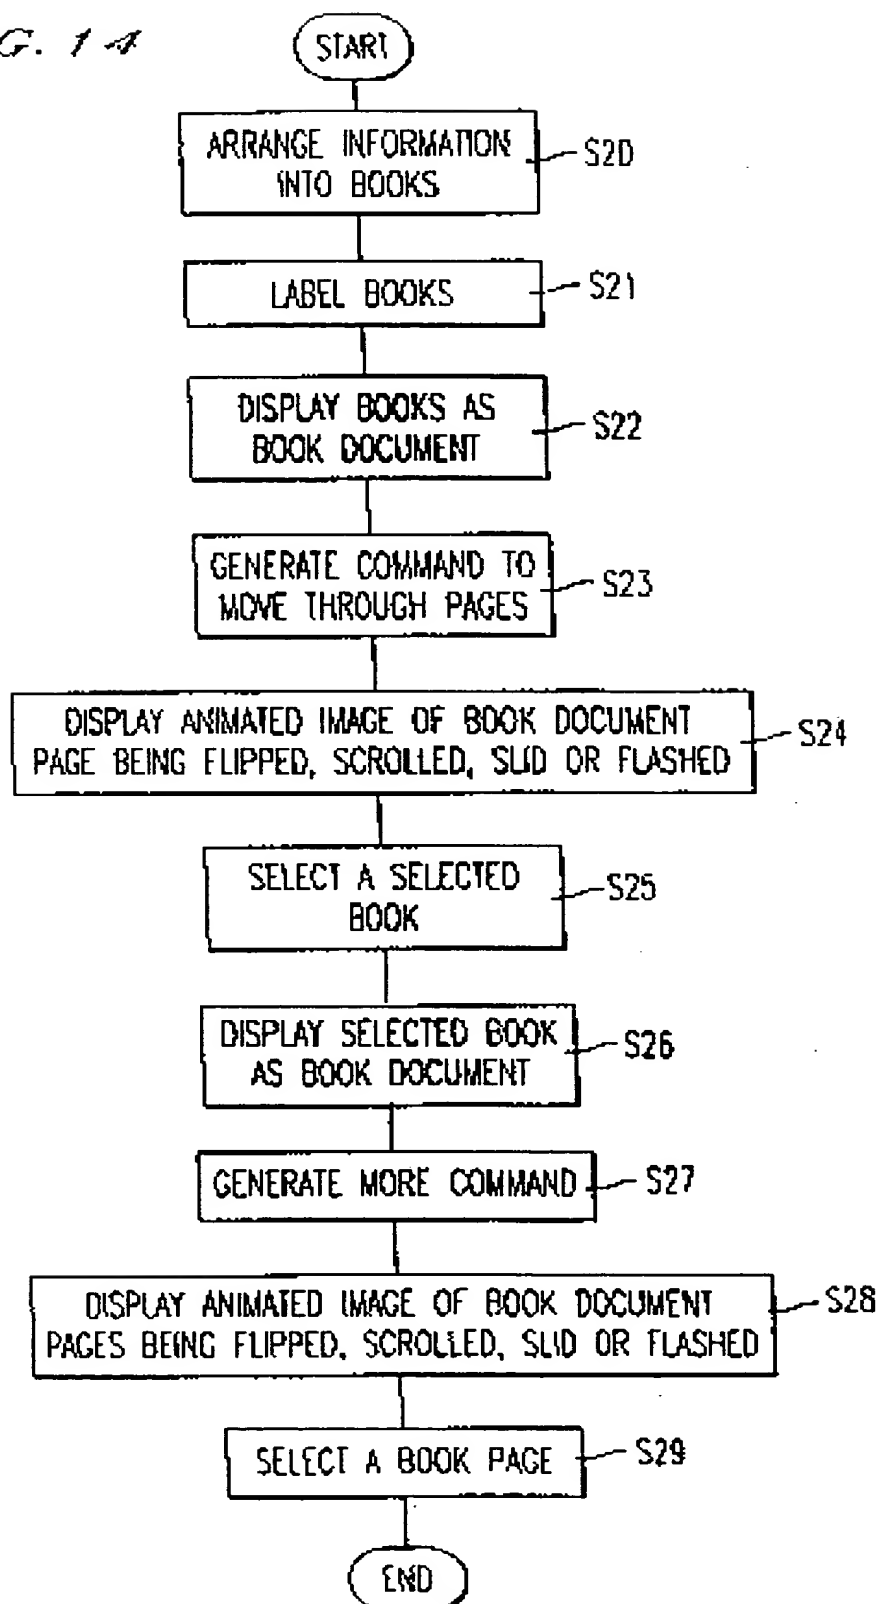 G. 14
START
ARRANGE INFORMATION
INTO BOOKS
S20
LABEL BOOKS
S21
DISPLAY BOOKS AS
BOOK DOCUMENT
S22
GENERATE COMMAND TO
MOVE THROUGH PAGES
S23
DISPLAY ANIMATED IMAGE OF BOOK DOCUMENT
PAGE BEING FLIPPED, SCROLLED, SLID OR FLASHED
S24
SELECT A SELECTED
BOOK
S25
DISPLAY SELECTED BOOK
AS BOOK DOCUMENT
S26
GENERATE MORE COMMAND
S27
DISPLAY ANIMATED IMAGE OF BOOK DOCUMENT
PAGES BEING FLIPPED, SCROLLED, SLID OR FLASHED
S28
SELECT A BOOK PAGE
S29
END